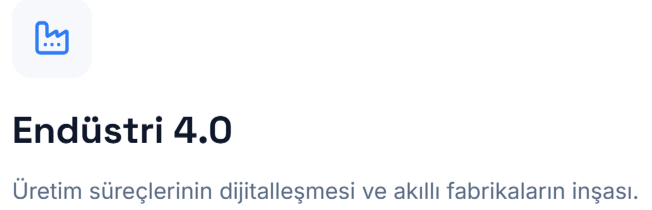 Endüstri 4.0
Üretim süreçlerinin dijitalleşmesi ve akıllı fabrikaların inşası.